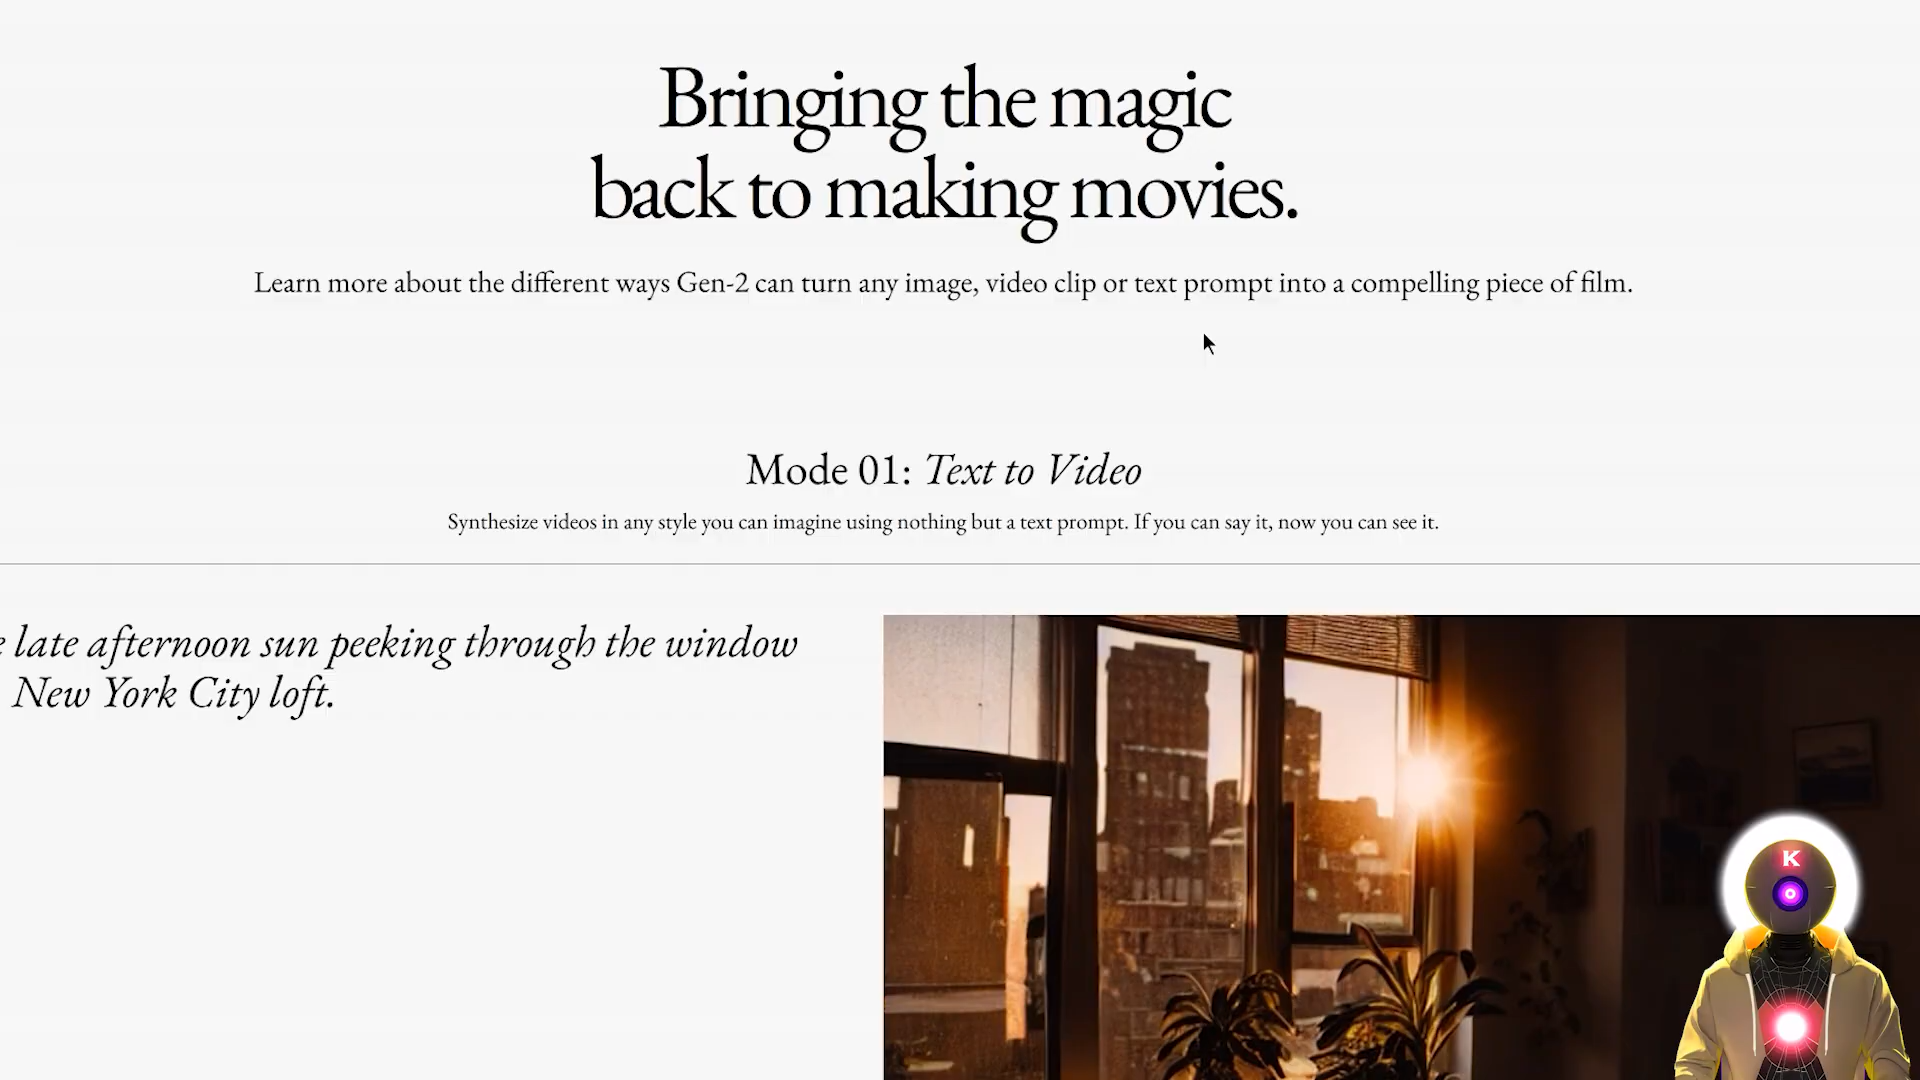 Bringing the magic
back to making movies.
Learn more about the different ways Gen-2 can turn any image, video clip or text prompt into a compelling piece of film.
Mode 01: Text to Video
Synthesize videos in any style you can imagine using nothing but a text prompt. If you can say it, now you can see it.
late afternoon sun peeking through the window
New York City loft.
K